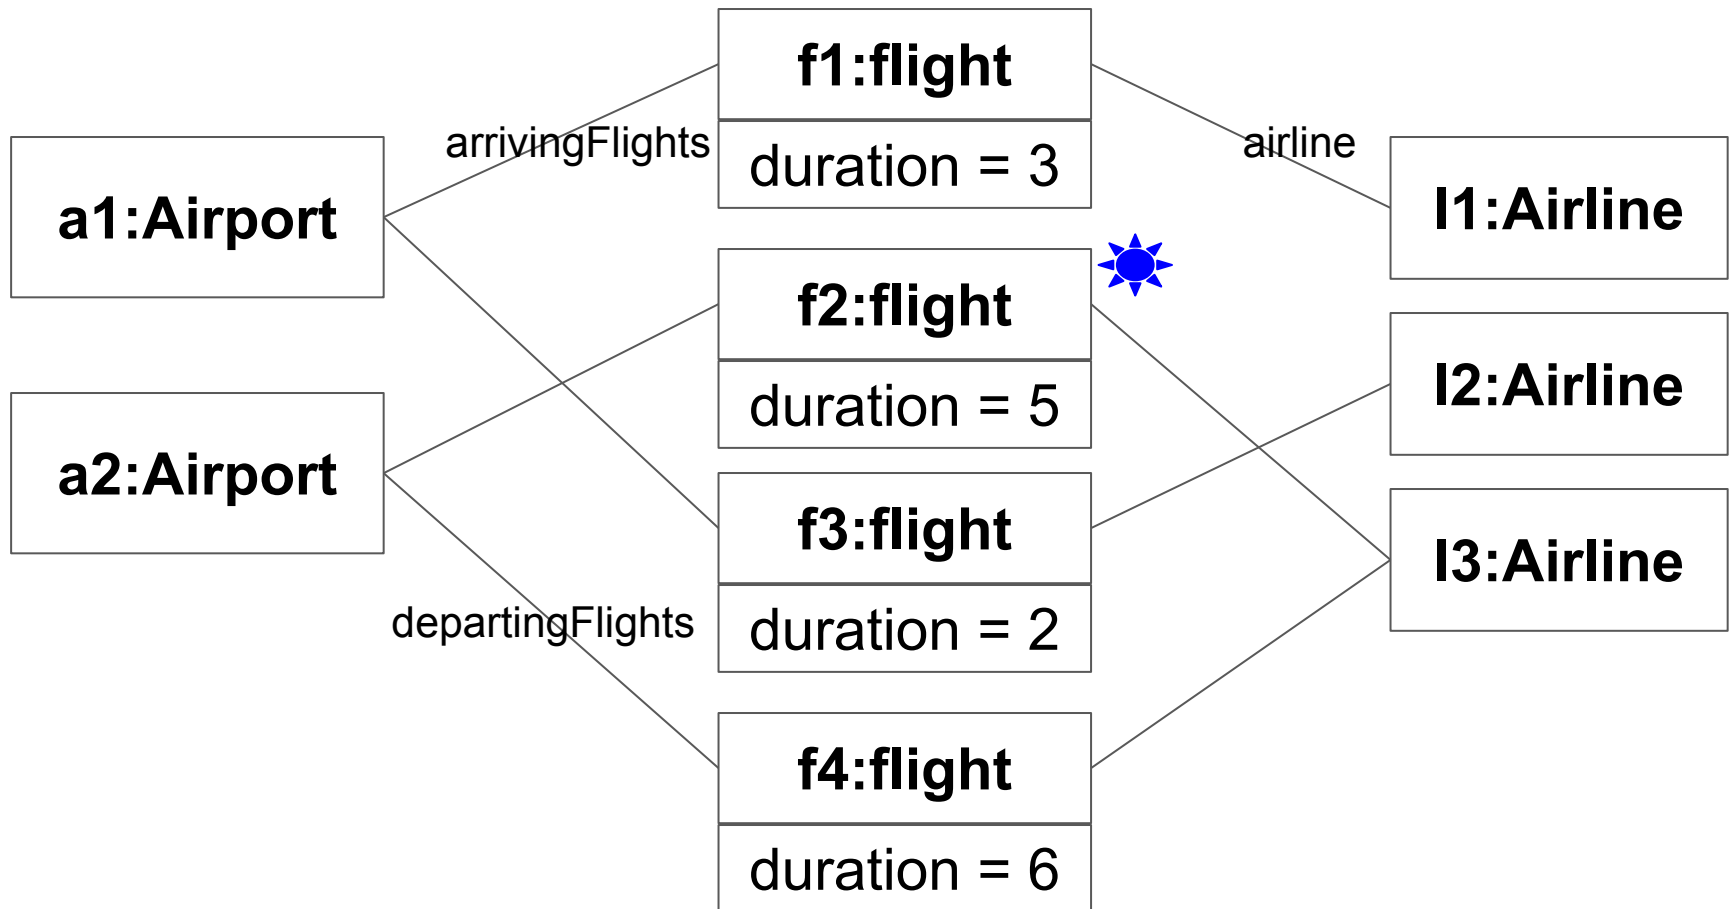 f1:flight
duration = 3
arrivingFlights
airline
a1:Airport
l1:Airline
f2:flight
duration = 5
l2:Airline
a2:Airport
f3:flight
duration = 2
l3:Airline
departingFlights
f4:flight
duration = 6